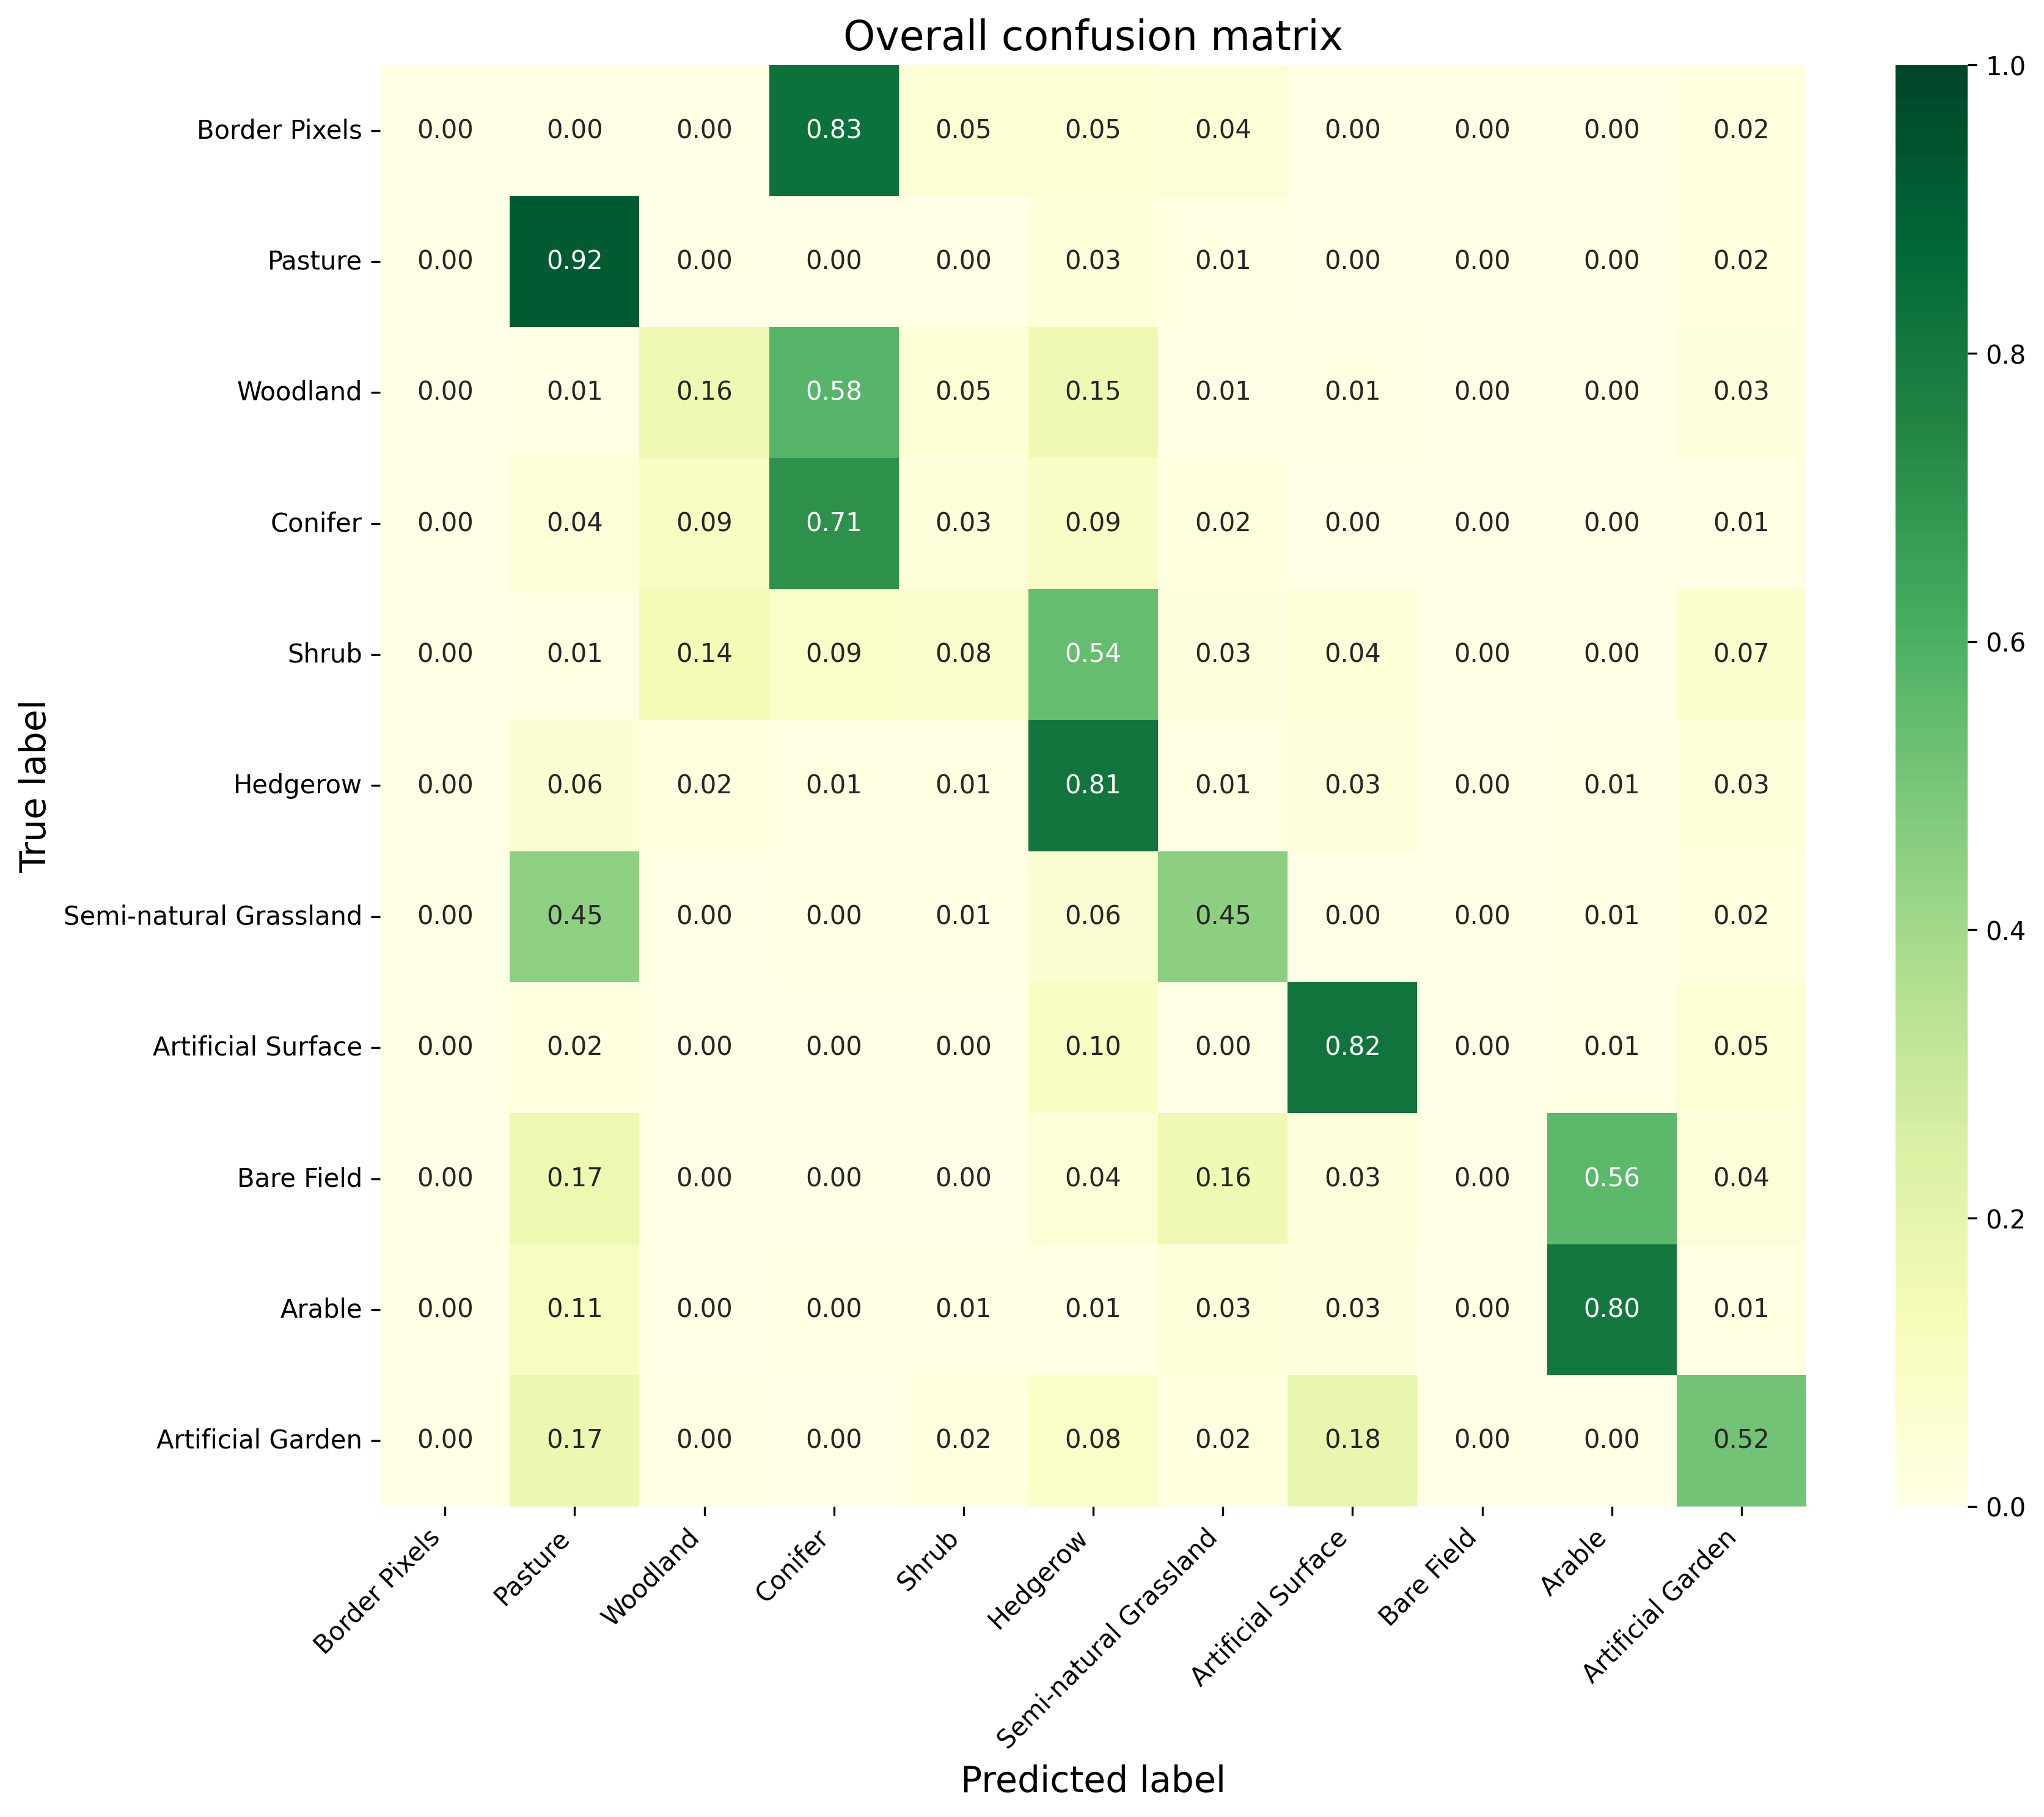 Overall confusion matrix
Border Pixels 0.00 0.00 0.00 0.83 0.05 0.05 0.04 0.00 0.00 0.00 0.02
Pasture 0.00 0.92 0.00 0.00 0.00 0.03 0.01 0.00 0.00 0.00 0.02
Woodland 0.00 0.01 0.16 0.58 0.05 0.15 0.01 0.01 0.00 0.00 0.03
Conifer 0.00 0.04 0.09 0.71 0.03 0.09 0.02 0.00 0.00 0.00 0.01
Shrub 0.00 0.01 0.14 0.09 0.08 0.54 0.03 0.04 0.00 0.00 0.07
Hedgerow 0.00 0.06 0.02 0.01 0.01 0.81 0.01 0.03 0.00 0.01 0.03
Semi-natural Grassland 0.00 0.45 0.00 0.00 0.01 0.06 0.45 0.00 0.00 0.01 0.02
Artificial Surface 0.00 0.02 0.00 0.00 0.00 0.10 0.00 0.82 0.00 0.01 0.05
Bare Field 0.00 0.17 0.00 0.00 0.00 0.04 0.16 0.03 0.00 0.56 0.04
Arable 0.00 0.11 0.00 0.00 0.01 0.01 0.03 0.03 0.00 0.80 0.01
Artificial Garden 0.00 0.17 0.00 0.00 0.02 0.08 0.02 0.18 0.00 0.00 0.52
True label
Border Pixels
Pasture
Woodland
Conifer
Shrub
Hedgerow
Semi-natural Grassland
Artificial Surface
Bare Field
Arable
Artificial Garden
Predicted label
1.0
0.8
0.6
0.4
0.2
0.0